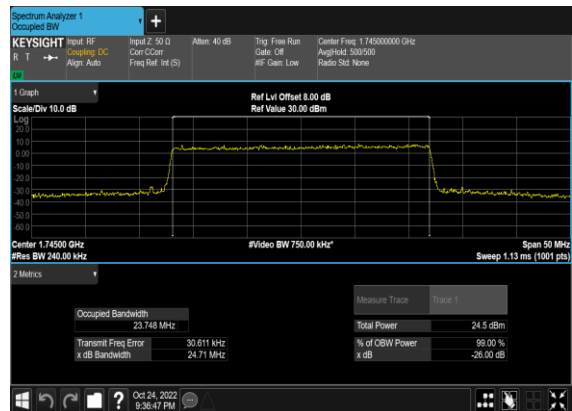 Spectrum Analyzer 1
Occupied BW
+
KEYSIGHT Input: RF Input Z: 50 Ω Atten: 40 dB Trig: Free Run Center Freq: 1.745000000 GHz
R T Coupling: DC Corr CCorr Gate: Off Avg|Hold: 500/500
Align: Auto Freq Ref: Int (S) #IF Gain: Low Radio Std: None
1 Graph
Ref Lvl Offset 8.00 dB
Scale/Div 10.0 dB Ref Value 30.00 dBm
Log
20.0
10.0
0.00
-10.0
-20.0
-30.0
-40.0
-50.0
-60.0
Center 1.74500 GHz #Video BW 750.00 kHz* Span 50 MHz
#Res BW 240.00 kHz Sweep 1.13 ms (1001 pts)
2 Metrics
Measure Trace Trace 1
Occupied Bandwidth
23.748 MHz Total Power 24.5 dBm
Transmit Freq Error 30.611 kHz % of OBW Power 99.00 %
x dB Bandwidth 24.71 MHz x dB -26.00 dB
? Oct 24, 2022
9:36:47 PM